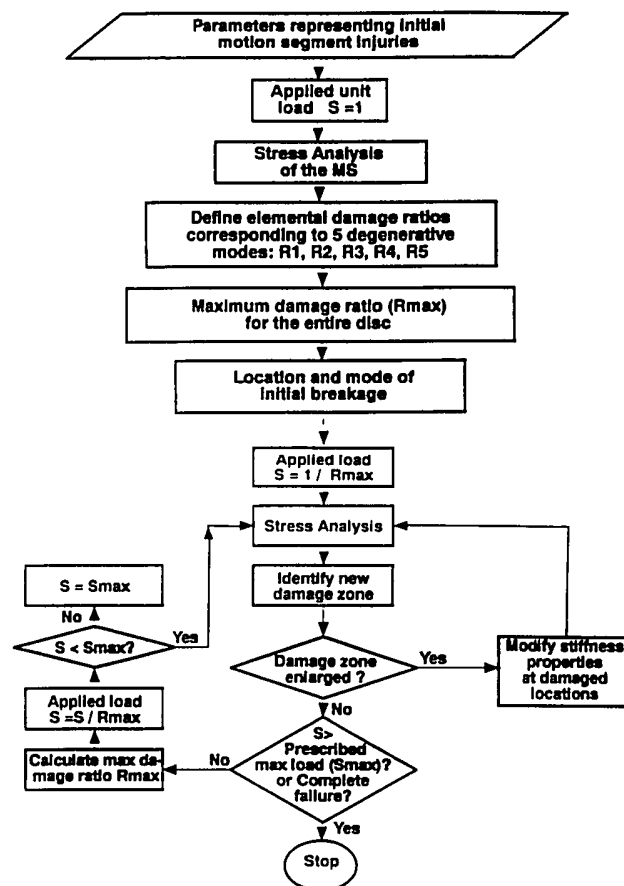 Parameters representing initial
motion segment injuries
Applied unit
load S =1
Stress Analysis
of the MS
Define elemental damage ratios
corresponding to 5 degenerative
modes: R1, R2, R3, R4, R5
Maximum damage ratio (Rmax)
for the entire disc
Location and mode of
initial breakage
Applied load
S = 1 / Rmax
Stress Analysis
Identify new
damage zone
S = Smax
No
S < Smax?
Yes
Damage zone
enlarged ?
Yes
Modify stiffness
properties
at damaged
locations
Applied load
S =S / Rmax
No
S>
Prescribed
max load (Smax)?
or Complete
failure?
No
Calculate max da-
mage ratio Rmax
Yes
Stop